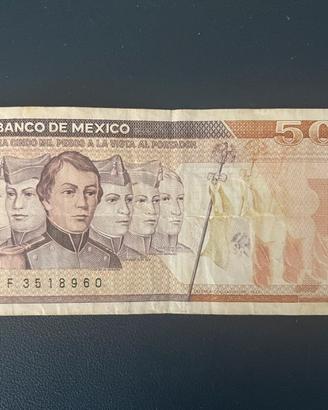 BANCO DE MEXICO
CINCO MIL PESOS A LA VISTA AL PORTADOR
50
F 3518960